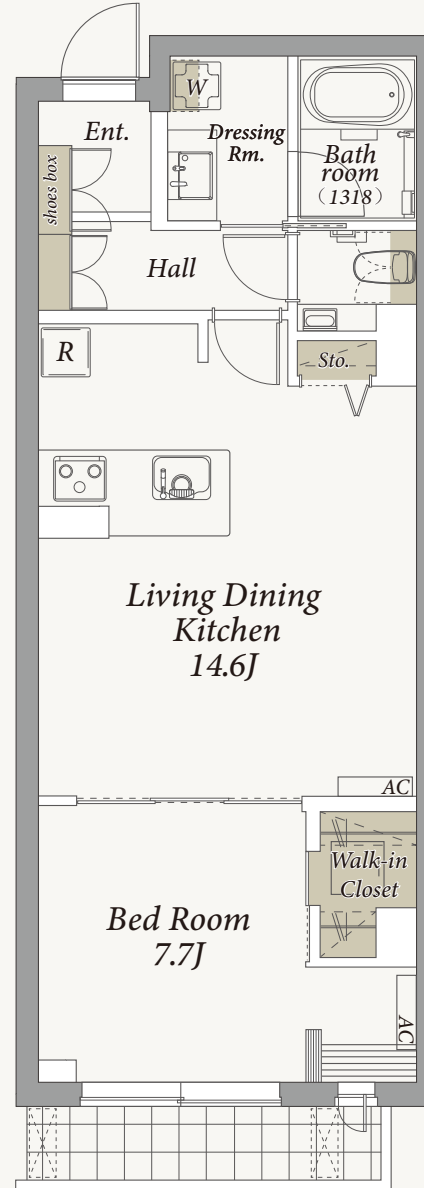 W
Ent.
Dressing
Rm.
Bath
room
（1318）
shoes box
Hall
R
Sto.
Living Dining
Kitchen
14.6J
AC
Walk-in
Closet
Bed Room
7.7J
AC